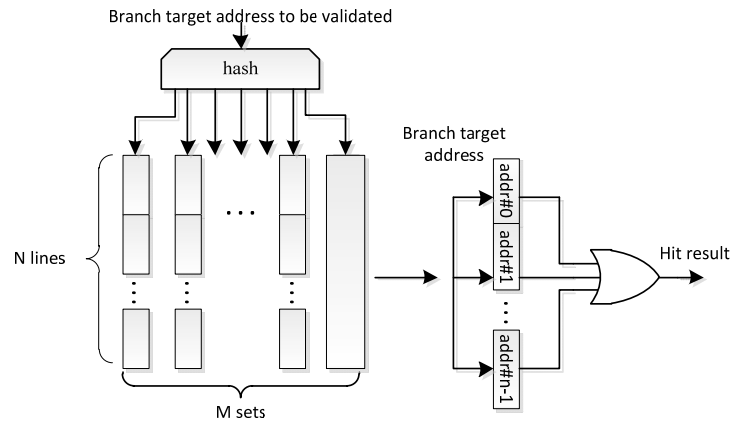 Branch target address to be validated
hash
N lines
...
M sets
Branch target
address
addr#0
addr#1
addr#n-1
Hit result